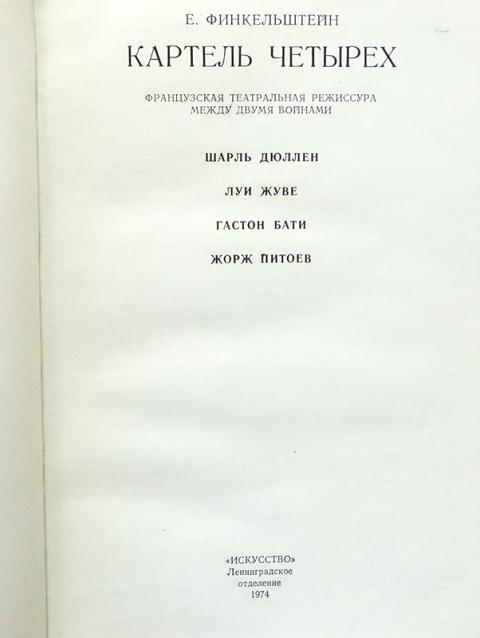 Е. ФИНКЕЛЬШТЕЙН
КАРТЕЛЬ ЧЕТЫРЕХ
ФРАНЦУЗСКАЯ ТЕАТРАЛЬНАЯ РЕЖИССУРА
МЕЖДУ ДВУМЯ ВОЙНАМИ
ШАРЛЬ ДЮЛЛЕН
ЛУИ ЖУВЕ
ГАСТОН БАТИ
ЖОРЖ ПИТОЕВ
«ИСКУССТВО»
Ленинградское
отделение
1974